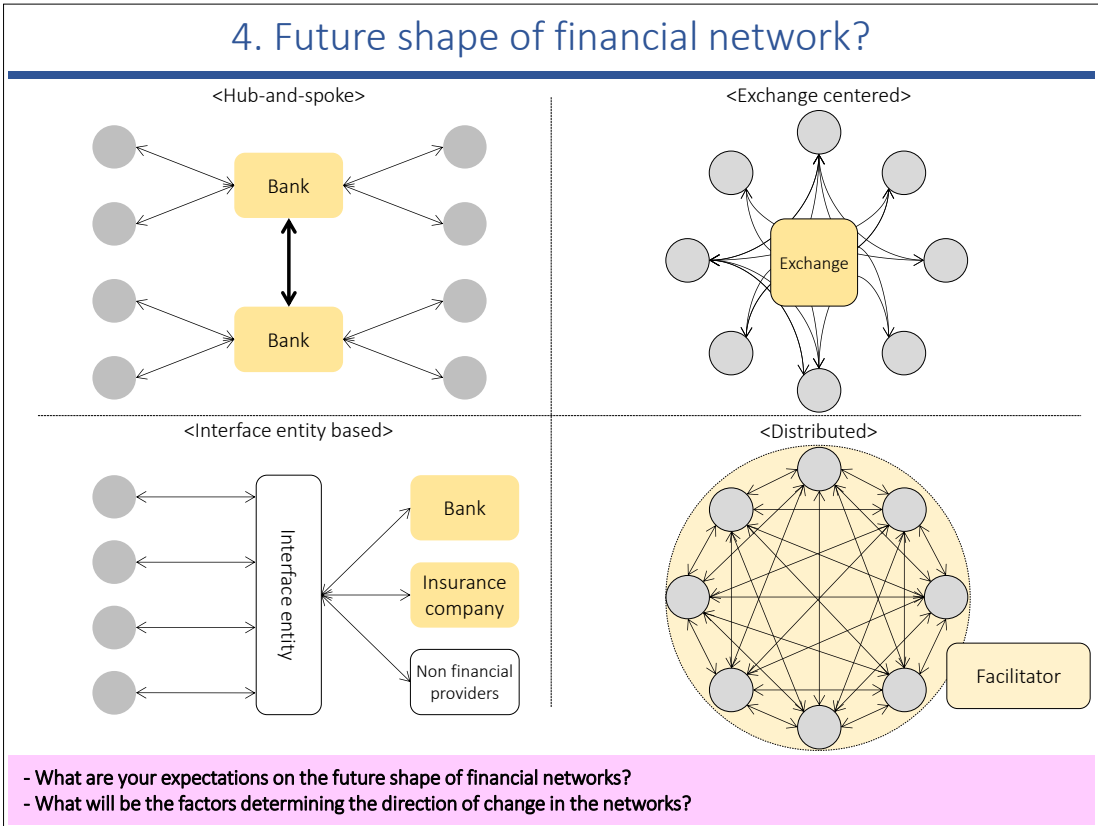 4. Future shape of financial network?
<Hub-and-spoke>
Bank
Bank
<Exchange centered>
Exchange
<Interface entity based>
Interface entity
Bank
Insurance
company
Non financial
providers
<Distributed>
Facilitator
- What are your expectations on the future shape of financial networks?
- What will be the factors determining the direction of change in the networks?